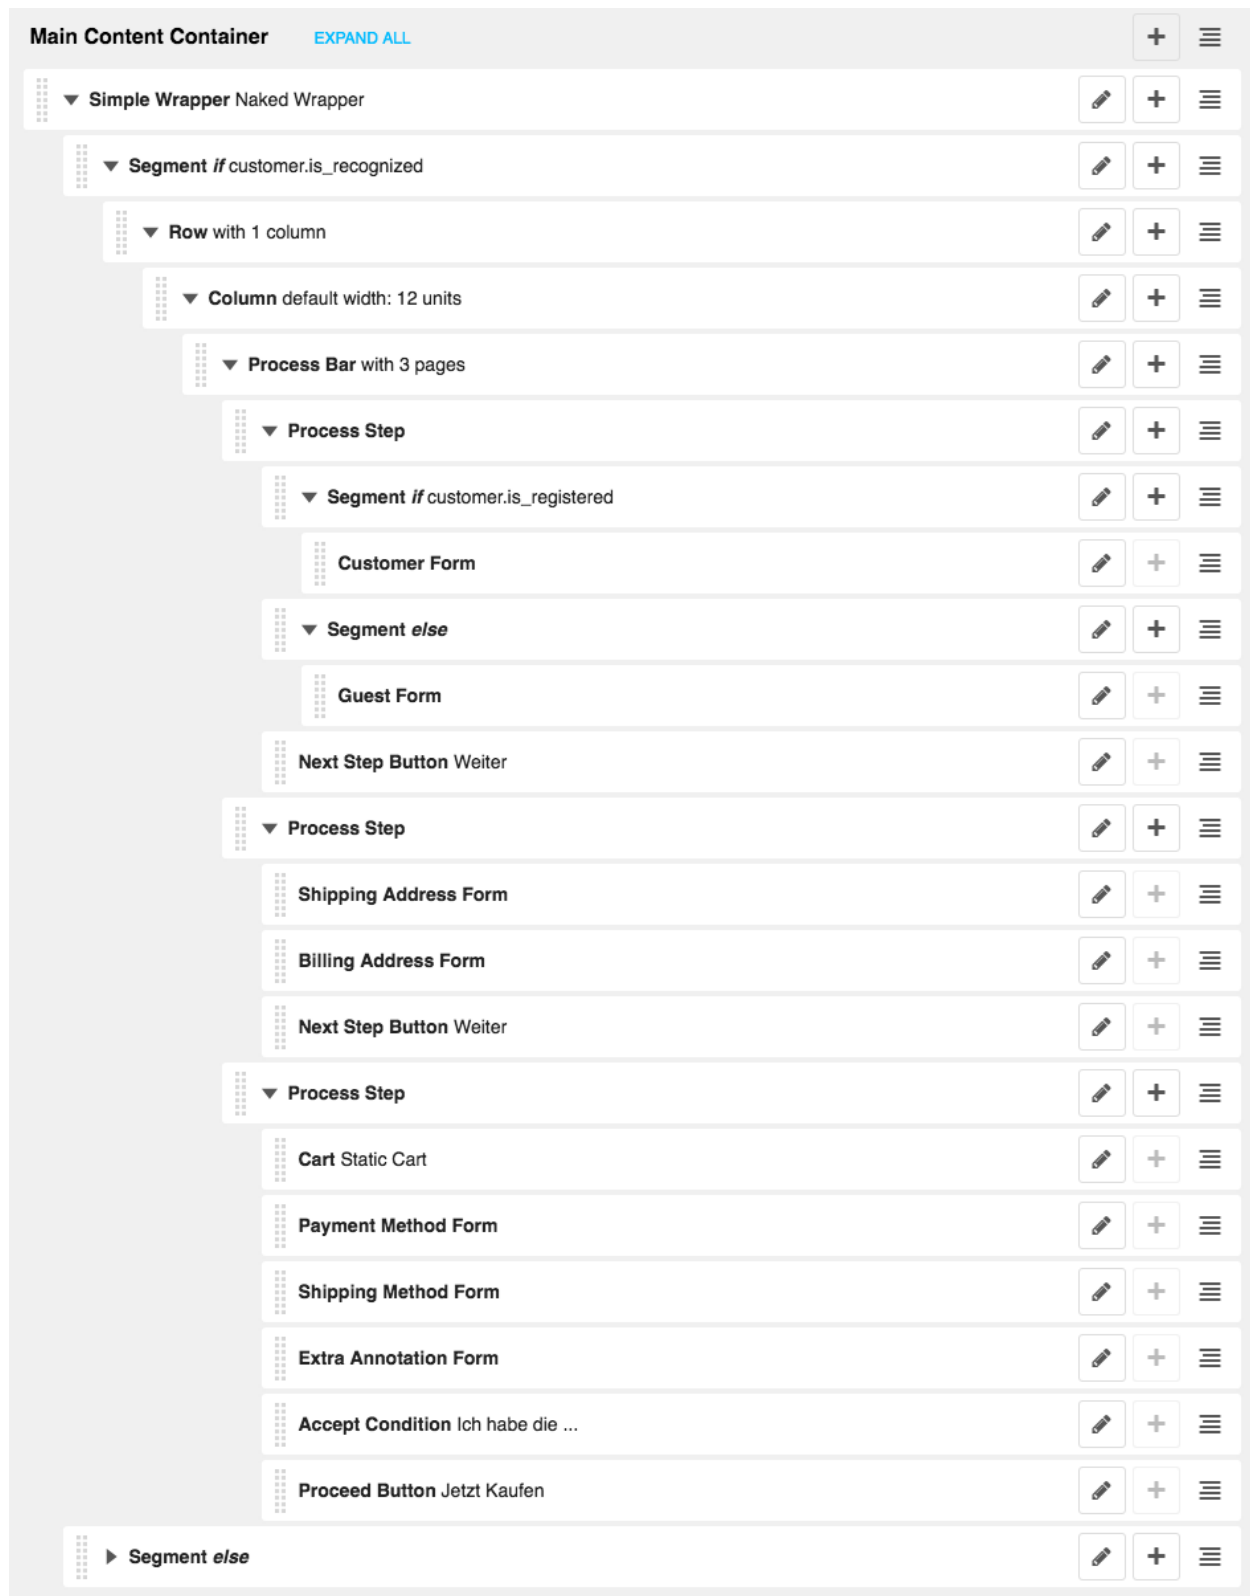 Main Content Container EXPAND ALL
Simple Wrapper Naked Wrapper
Segment if customer.is_recognized
Row with 1 column
Column default width: 12 units
Process Bar with 3 pages
Process Step
Segment if customer.is_registered
Customer Form
Segment else
Guest Form
Next Step Button Weiter
Process Step
Shipping Address Form
Billing Address Form
Next Step Button Weiter
Process Step
Cart Static Cart
Payment Method Form
Shipping Method Form
Extra Annotation Form
Accept Condition Ich habe die ...
Proceed Button Jetzt Kaufen
Segment else